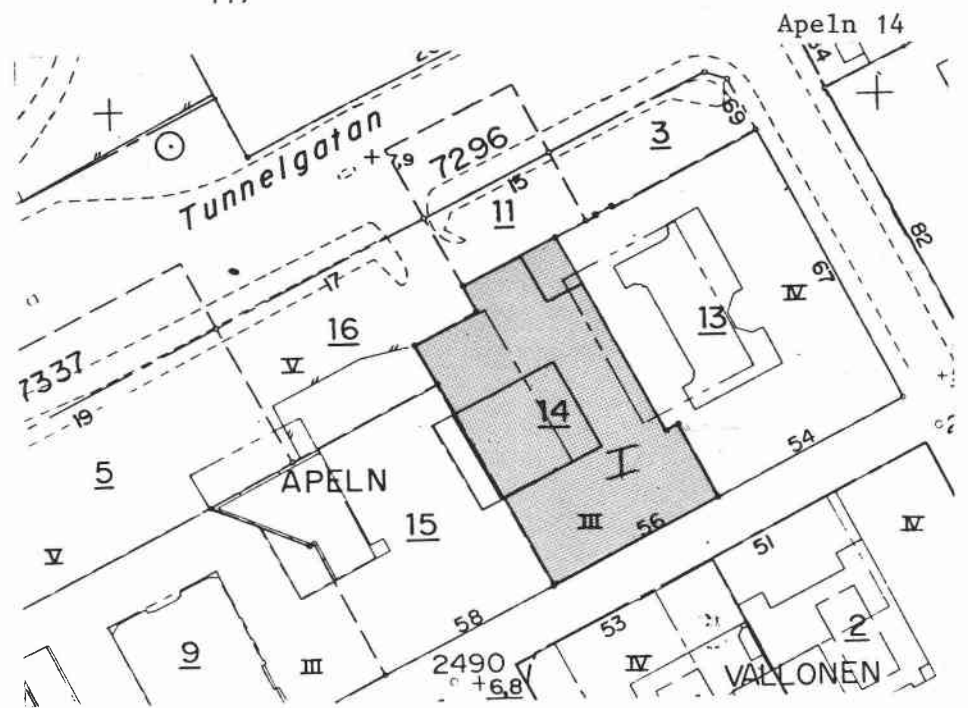 Apeln 14
Tunnelgatan
7296
3
69
15
11
,9
82
67
17
16
V
13
IV
7337
19
14
5
APELN
54
I
III
56
15
IV
V
51
58
53
9
III
2490
+6,8
IV
2
VALLONEN